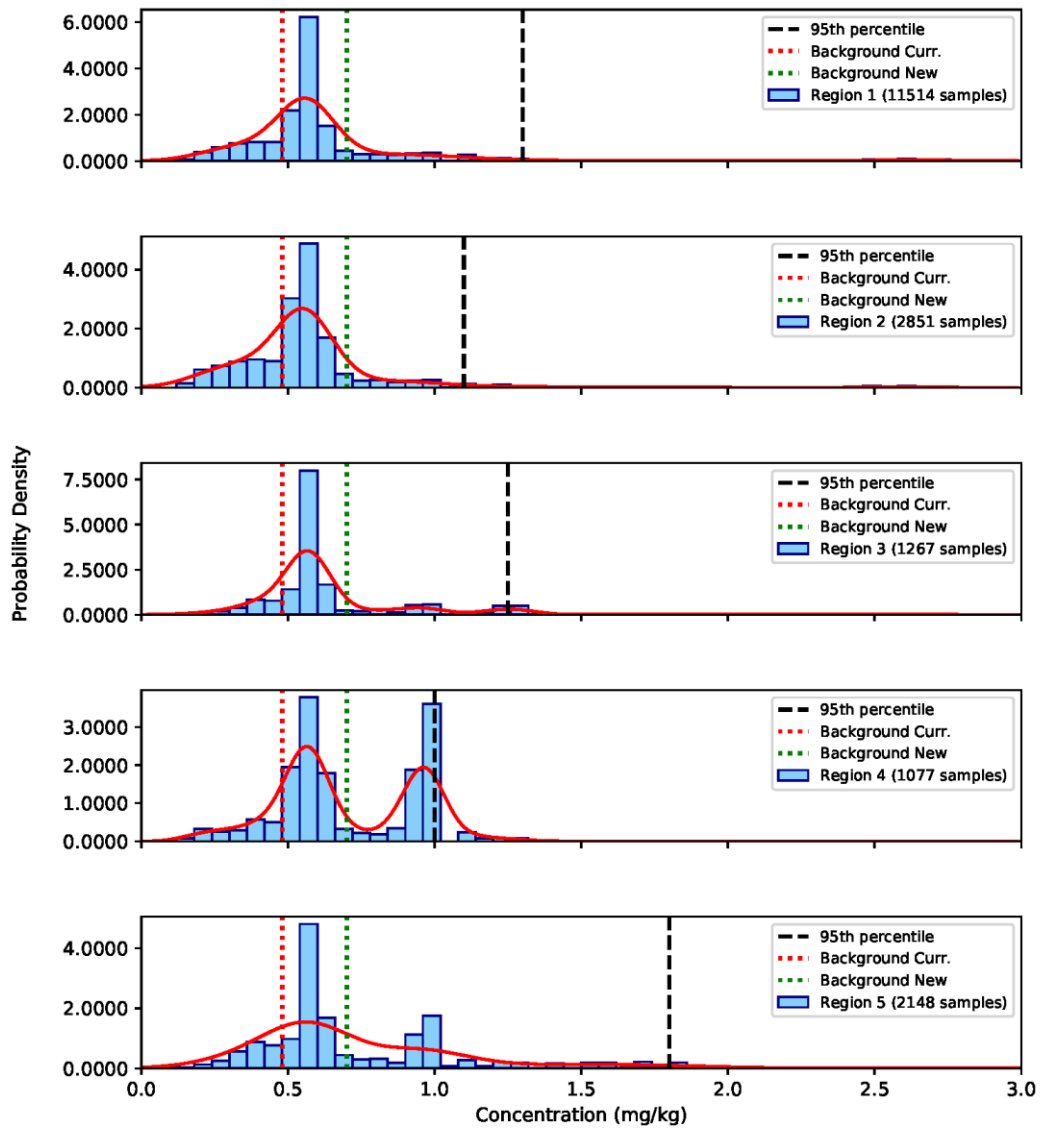 6.0000
4.0000
2.0000
0.0000
95th percentile
Background Curr.
Background New
Region 1 (11514 samples)
4.0000
2.0000
0.0000
95th percentile
Background Curr.
Background New
Region 2 (2851 samples)
Probability Density
7.5000
5.0000
2.5000
0.0000
95th percentile
Background Curr.
Background New
Region 3 (1267 samples)
3.0000
2.0000
1.0000
0.0000
95th percentile
Background Curr.
Background New
Region 4 (1077 samples)
4.0000
2.0000
0.0000
95th percentile
Background Curr.
Background New
Region 5 (2148 samples)
0.0 0.5 1.0 1.5 2.0 2.5 3.0
Concentration (mg/kg)